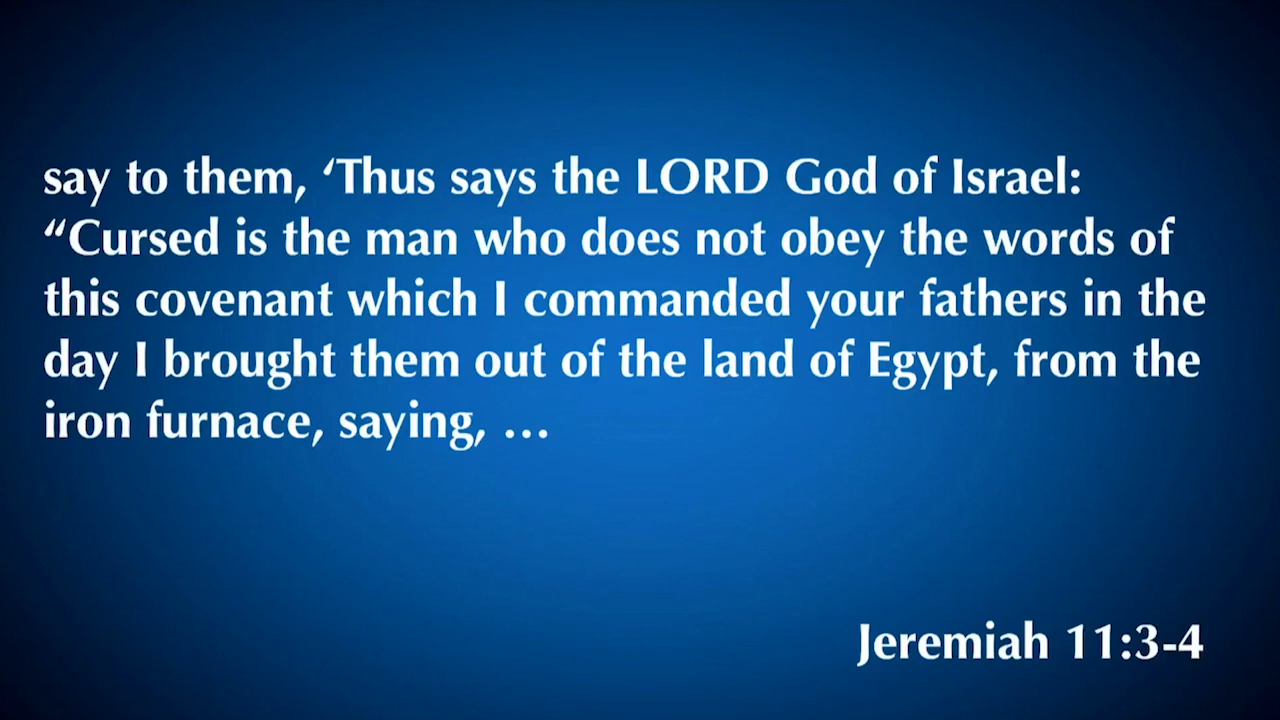 say to them, ‘Thus says the LORD God of Israel:
“Cursed is the man who does not obey the words of
this covenant which I commanded your fathers in the
day I brought them out of the land of Egypt, from the
iron furnace, saying, …
Jeremiah 11:3-4